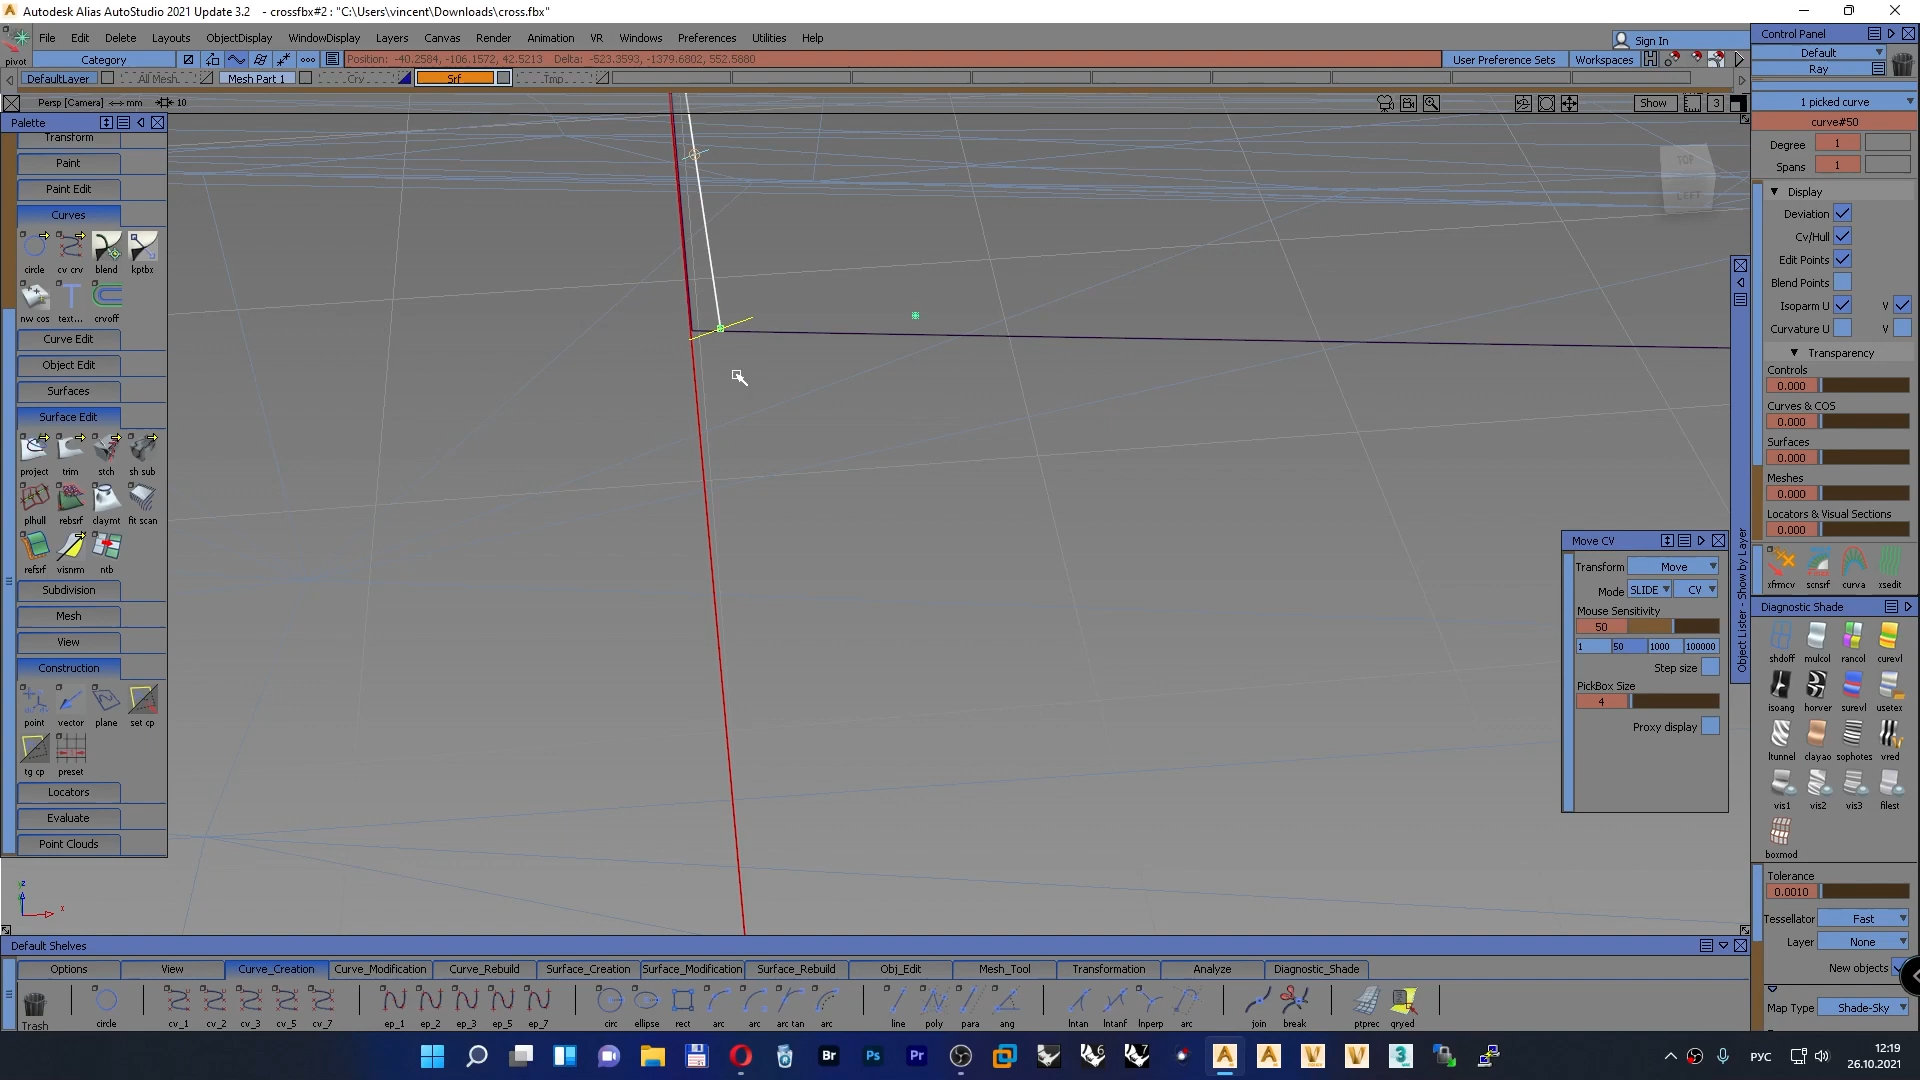 Autodesk Alias AutoStudio 2021 Update 3.2    - crossfbx#2 : "C:\Users\vincent\Downloads\cross.fbx"
pivot File Edit Delete Layouts ObjectDisplay WindowDisplay Layers Canvas Render Animation VR Windows Preferences Utilities Help Sign In
Category Position: -40.2584, -106.1572, 42.5213 Delta: -523.3593, -1379.6802, 552.5880 User Preference Sets Workspaces
DefaultLayer All Mesh Mesh Part 1 Crv Srf Tmp
Persp [Camera] mm 10 Show 3
Palette
Transform
Paint
Paint Edit
Curves
circle cv crv blend kptbx
nw cos text... crvoff
Curve Edit
Object Edit
Surfaces
Surface Edit
project trim stch sh sub
plhull rebsrf claymt fit scan
refsrf visnrm ntb
Subdivision
Mesh
View
Construction
point vector plane set cp
tg cp preset
Locators
Evaluate
Point Clouds
TOP
LEFT
z
x
Move CV
Transform Move
Mode SLIDE CV
Mouse Sensitivity
50
1 50 1000 100000
Step size
PickBox Size
4
Proxy display
Object Lister - Show by Layer
Control Panel
Default
Ray
1 picked curve
curve#50
Degree 1
Spans 1
Display
Deviation
Cv/Hull
Edit Points
Blend Points
Isoparm U V
Curvature U V
Transparency
Controls
0.000
Curves & COS
0.000
Surfaces
0.000
Meshes
0.000
Locators & Visual Sections
0.000
xfrmcv scnsrf curva xsedit
Diagnostic Shade
shdoff mulcol rancol curevl
isoang horver surevl usetex
ltunnel clayao sophotes vred
vis1 vis2 vis3 filest
boxmod
Tolerance
0.0010
Tessellator Fast
Layer None
New objects
Map Type Shade-Sky
Default Shelves
Options View Curve_Creation Curve_Modification Curve_Rebuild Surface_Creation Surface_Modification Surface_Rebuild Obj_Edit Mesh_Tool Transformation Analyze Diagnostic_Shade
Trash circle cv_1 cv_2 cv_3 cv_5 cv_7 ep_1 ep_2 ep_3 ep_5 ep_7 circ ellipse rect arc arc arc tan arc line poly para ang lntan lntanf lnperp arc join break ptprec qryed
Br Ps Pr 6 7 3 РУС 12:19
26.10.2021